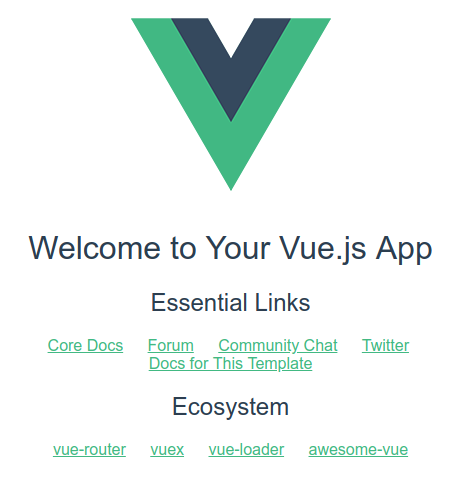 Welcome to Your Vue.js App
Essential Links
Core Docs Forum Community Chat Twitter
Docs for This Template
Ecosystem
vue-router vuex vue-loader awesome-vue